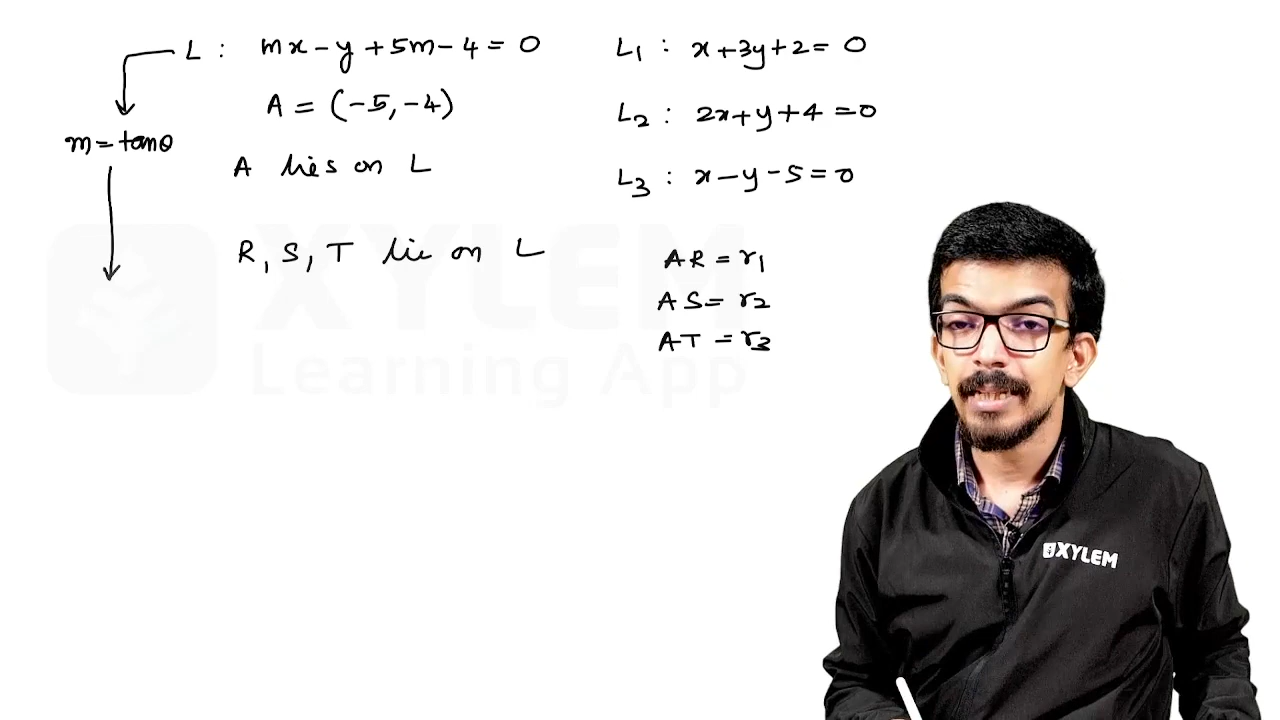 L : mx - y + 5m - 4 = 0
A = (-5, -4)
m = tanθ
A lies on L
R, S, T lie on L
L1 : x + 3y + 2 = 0
L2 : 2x + y + 4 = 0
L3 : x - y - 5 = 0
AR = r1
AS = r2
AT = r3
XYLEM
Learning App
XYLEM